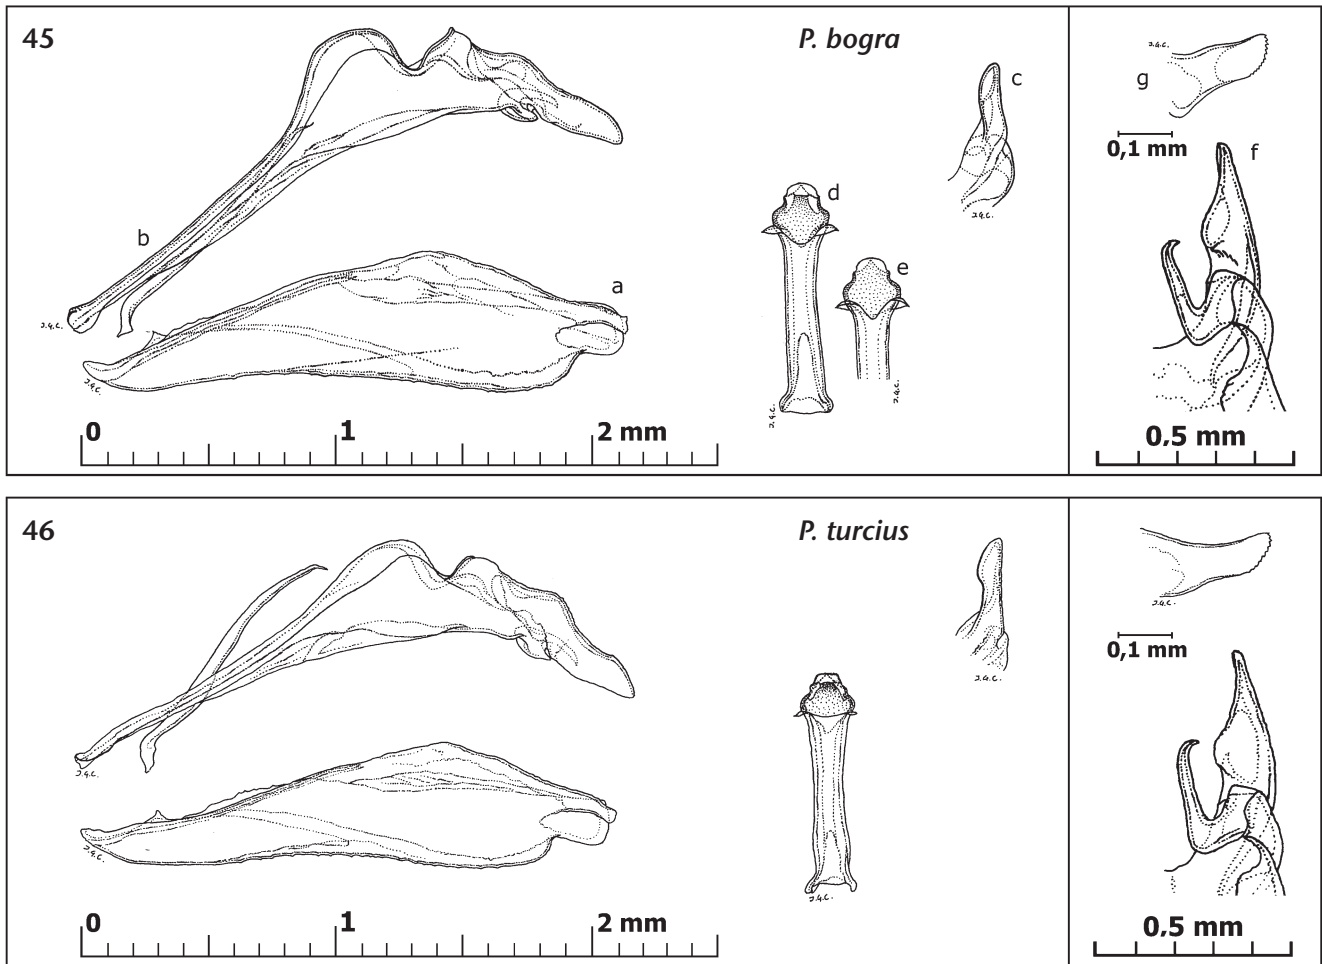 45
P. bogra
J.G.C.
g
0,1 mm
c
f
J.G.C.
d
b
e
a
J.G.C.
J.G.C.
J.G.C.
J.G.C.
0 1 2 mm
0,5 mm
46
P. turcius
J.G.C.
0,1 mm
J.G.C.
J.G.C.
J.G.C.
J.G.C.
0 1 2 mm
0,5 mm